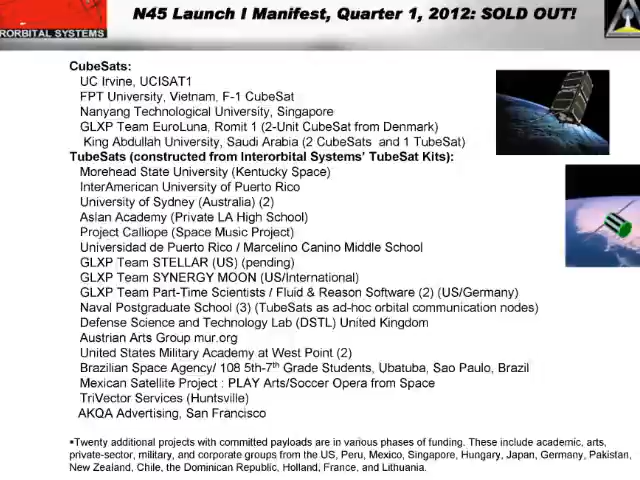 N45 Launch I Manifest, Quarter 1, 2012: SOLD OUT!
RORBITAL SYSTEMS
CubeSats:
UC Irvine, UCISAT1
FPT University, Vietnam, F-1 CubeSat
Nanyang Technological University, Singapore
GLXP Team EuroLuna, Romit 1 (2-Unit CubeSat from Denmark)
King Abdullah University, Saudi Arabia (2 CubeSats and 1 TubeSat)
TubeSats (constructed from Interorbital Systems' TubeSat Kits):
Morehead State University (Kentucky Space)
InterAmerican University of Puerto Rico
University of Sydney (Australia) (2)
Aslan Academy (Private LA High School)
Project Calliope (Space Music Project)
Universidad de Puerto Rico / Marcelino Canino Middle School
GLXP Team STELLAR (US) (pending)
GLXP Team SYNERGY MOON (US/International)
GLXP Team Part-Time Scientists / Fluid & Reason Software (2) (US/Germany)
Naval Postgraduate School (3) (TubeSats as ad-hoc orbital communication nodes)
Defense Science and Technology Lab (DSTL) United Kingdom
Austrian Arts Group mur.org
United States Military Academy at West Point (2)
Brazilian Space Agency/ 108 5th-7th Grade Students, Ubatuba, Sao Paulo, Brazil
Mexican Satellite Project : PLAY Arts/Soccer Opera from Space
TriVector Services (Huntsville)
AKQA Advertising, San Francisco
▪Twenty additional projects with committed payloads are in various phases of funding. These include academic, arts,
private-sector, military, and corporate groups from the US, Peru, Mexico, Singapore, Hungary, Japan, Germany, Pakistan,
New Zealand, Chile, the Dominican Republic, Holland, France, and Lithuania.